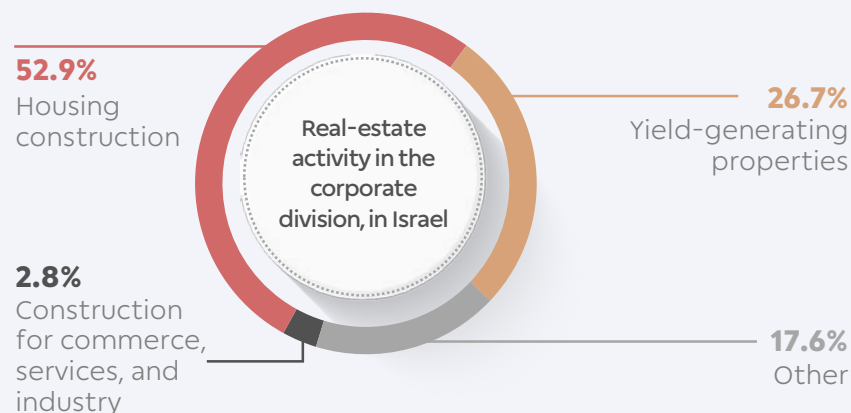 52.9%
Housing
construction
Real-estate
activity in the
corporate
division, in Israel
26.7%
Yield-generating
properties
2.8%
Construction
for commerce,
services, and
industry
17.6%
Other